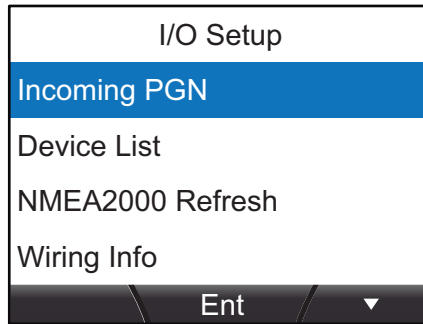 I/O Setup
Incoming PGN
Device List
NMEA2000 Refresh
Wiring Info
Ent ▼